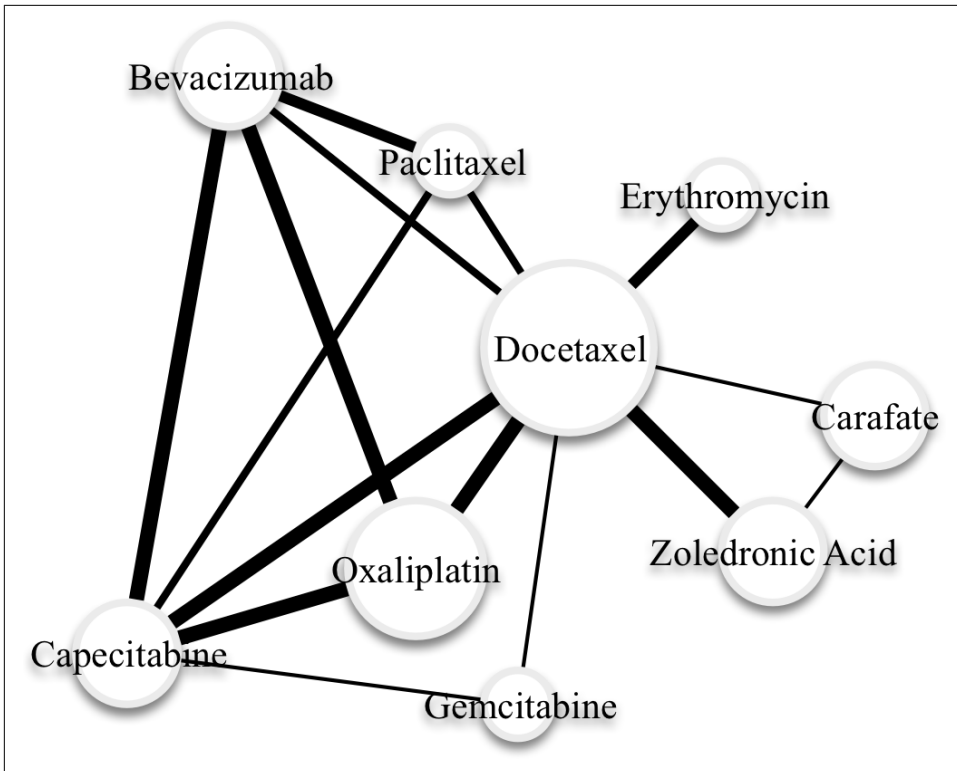 Bevacizumab
Paclitaxel
Erythromycin
Docetaxel
Carafate
Zoledronic Acid
Oxaliplatin
Capecitabine
Gemcitabine